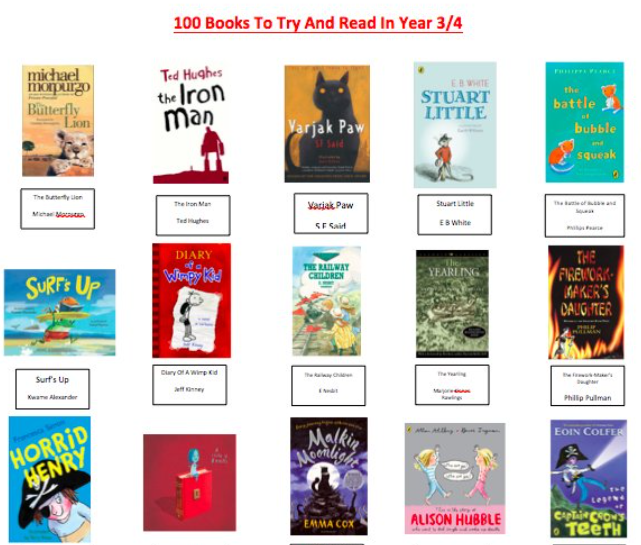 100 Books To Try And Read In Year 3/4
michael
morpurgo
The
Butterfly
Lion
Ted Hughes
the Iron
man
Varjak Paw
SF Said
E. B. WHITE
STUART
LITTLE
PHILIPPA PEARCE
the
battle
of
bubble
and
squeak
The Butterfly Lion
Michael Morpurgo
The Iron Man
Ted Hughes
Varjak Paw
S F Said
Stuart Little
E B White
The Battle of Bubble and
Squeak
Phillipa Pearce
SURF'S UP
DIARY
of a
Wimpy Kid
Jeff Kinney
THE RAILWAY
CHILDREN
E. NESBIT
The
YEARLING
THE
FIREWORK-
MAKER'S
DAUGHTER
PHILIP
PULLMAN
Surf's Up
Kwame Alexander
Diary Of A Wimp Kid
Jeff Kinney
The Railway Children
E Nesbit
The Yearling
Marjorie Kinnan
Rawlings
The Firework-Maker's
Daughter
Phillip Pullman
Francesca Simon
HORRID
HENRY
Malkin
Moonlight
EMMA COX
Allan Ahlberg
ALISON HUBBLE
EOIN COLFER
THE
LEGEND
OF
CAPTAIN CROW'S
TEETH